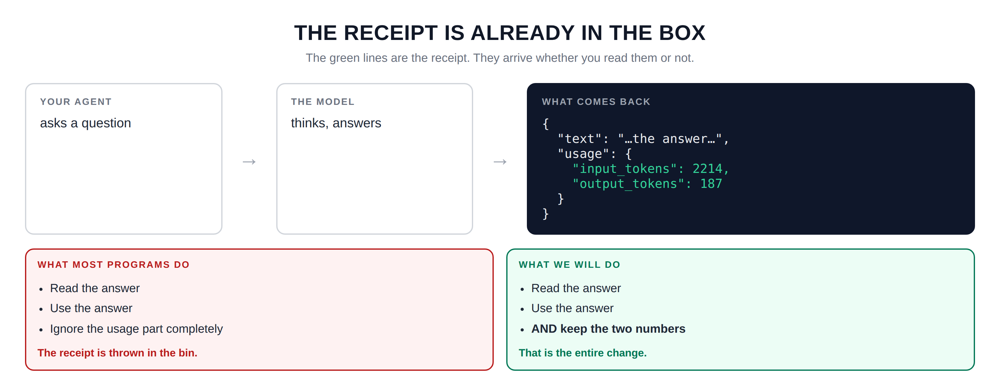 THE RECEIPT IS ALREADY IN THE BOX
The green lines are the receipt. They arrive whether you read them or not.
YOUR AGENT
asks a question
→
THE MODEL
thinks, answers
→
WHAT COMES BACK
{
  "text": "…the answer…",
  "usage": {
    "input_tokens": 2214,
    "output_tokens": 187
  }
}
WHAT MOST PROGRAMS DO
• Read the answer
• Use the answer
• Ignore the usage part completely
The receipt is thrown in the bin.
WHAT WE WILL DO
• Read the answer
• Use the answer
• AND keep the two numbers
That is the entire change.